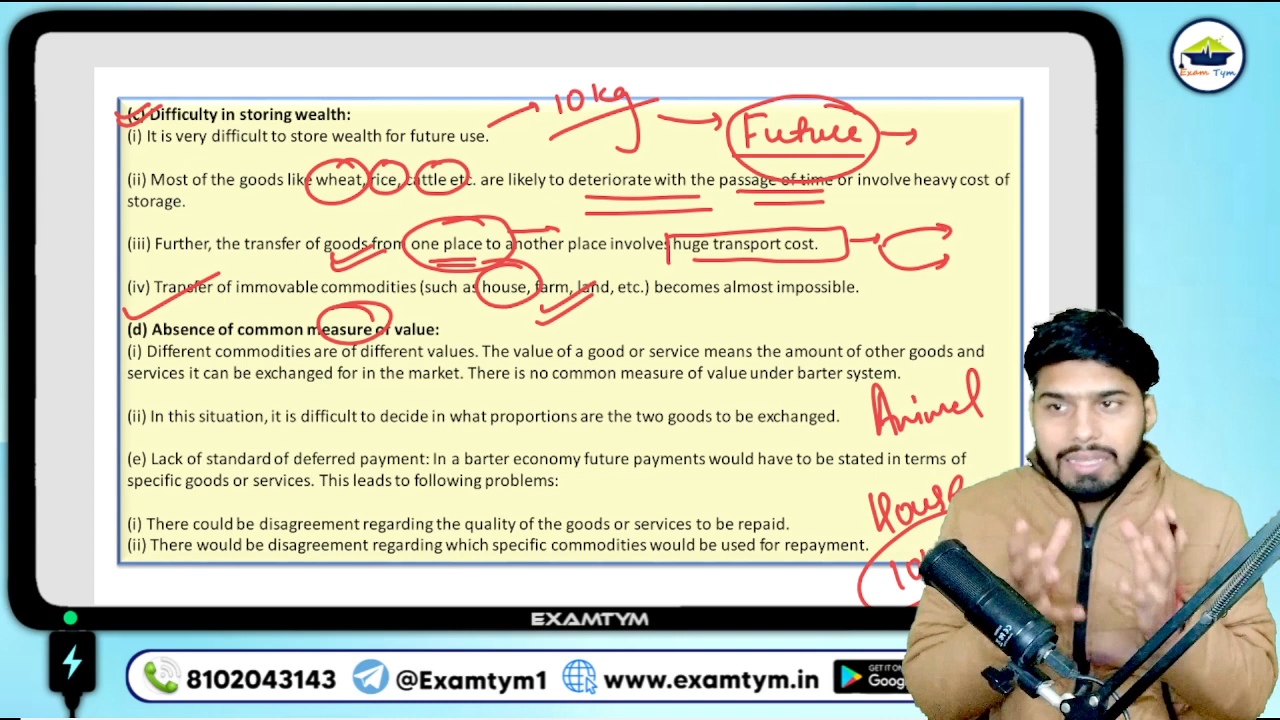 Exam Tym
(c) Difficulty in storing wealth:
10 kg
Future
(i) It is very difficult to store wealth for future use.
(ii) Most of the goods like wheat, rice, cattle etc. are likely to deteriorate with the passage of time or involve heavy cost of
storage.
(iii) Further, the transfer of goods from one place to another place involves huge transport cost.
(iv) Transfer of immovable commodities (such as house, farm, land, etc.) becomes almost impossible.
(d) Absence of common measure of value:
(i) Different commodities are of different values. The value of a good or service means the amount of other goods and
services it can be exchanged for in the market. There is no common measure of value under barter system.
(ii) In this situation, it is difficult to decide in what proportions are the two goods to be exchanged.
Animal
(e) Lack of standard of deferred payment: In a barter economy future payments would have to be stated in terms of
specific goods or services. This leads to following problems:
House
(i) There could be disagreement regarding the quality of the goods or services to be repaid.
(ii) There would be disagreement regarding which specific commodities would be used for repayment.
10
EXAMTYM
8102043143 @Examtym1 www.examtym.in GET IT ON
Goog